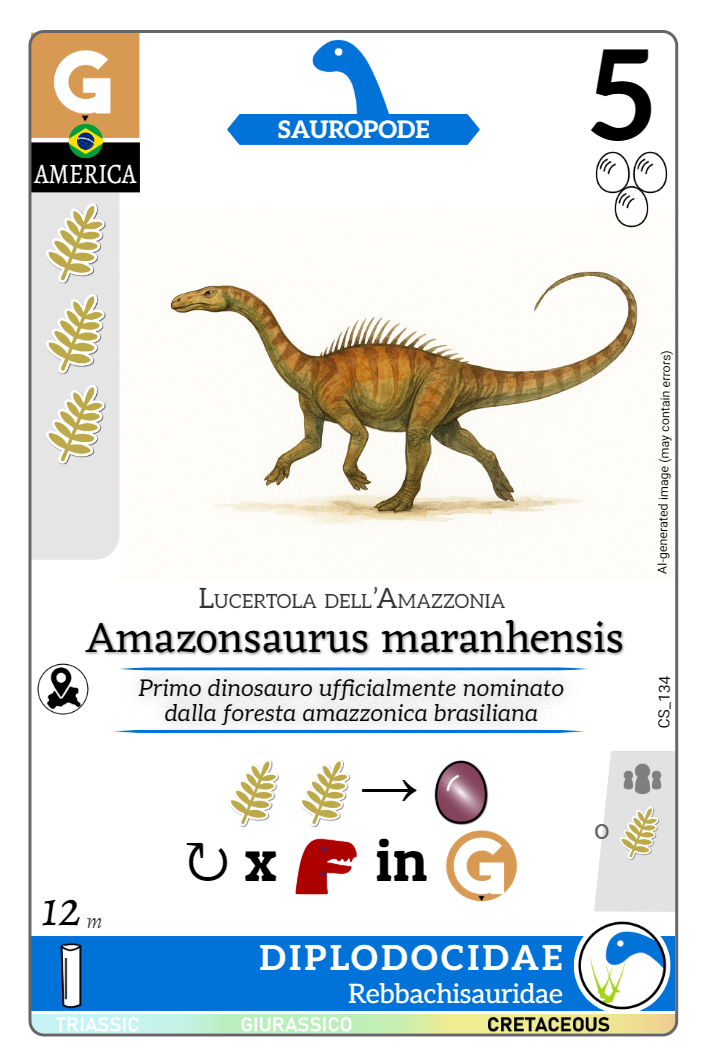 G
AMERICA
SAUROPODE
5
AI-generated image (may contain errors)
Lucertola dell'Amazzonia
Amazonsaurus maranhensis
Primo dinosauro ufficialmente nominato
dalla foresta amazzonica brasiliana
CS_134
o
x in G
12 m
DIPLODOCIDAE
Rebbachisauridae
TRIASSIC GIURASSICO CRETACEOUS